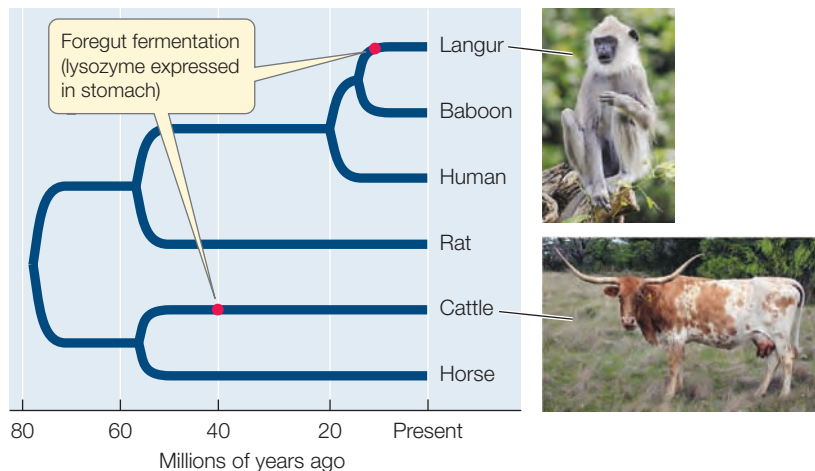 Foregut fermentation
(lysozyme expressed
in stomach)
Langur
Baboon
Human
Rat
Cattle
Horse
80 60 40 20 Present
Millions of years ago